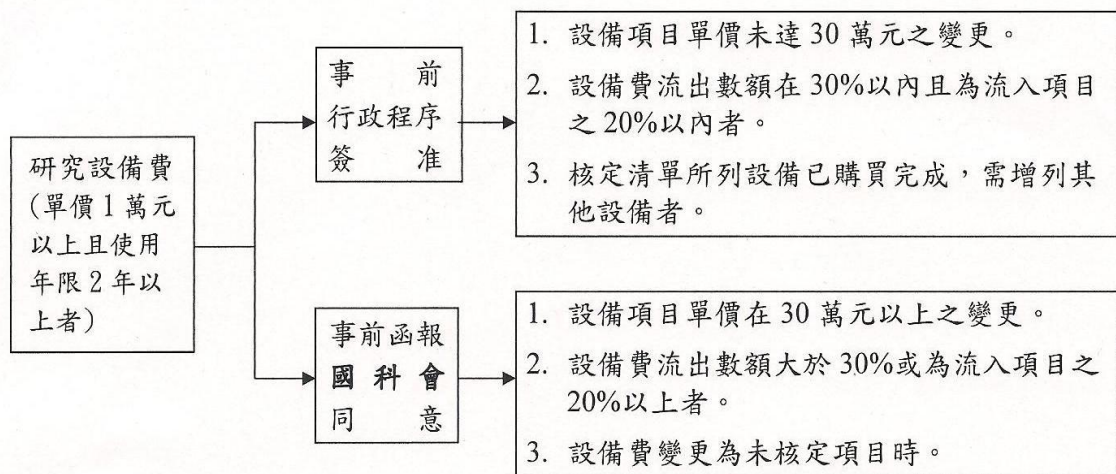 研究設備費
(單價1萬元
以上且使用
年限2年以
上者)
事前
行政程序
簽准
1. 設備項目單價未達30萬元之變更。
2. 設備費流出數額在30%以內且為流入項目
之20%以內者。
3. 核定清單所列設備已購買完成，需增列其
他設備者。
事前函報
國科會
同意
1. 設備項目單價在30萬元以上之變更。
2. 設備費流出數額大於30%或為流入項目之
20%以上者。
3. 設備費變更為未核定項目時。